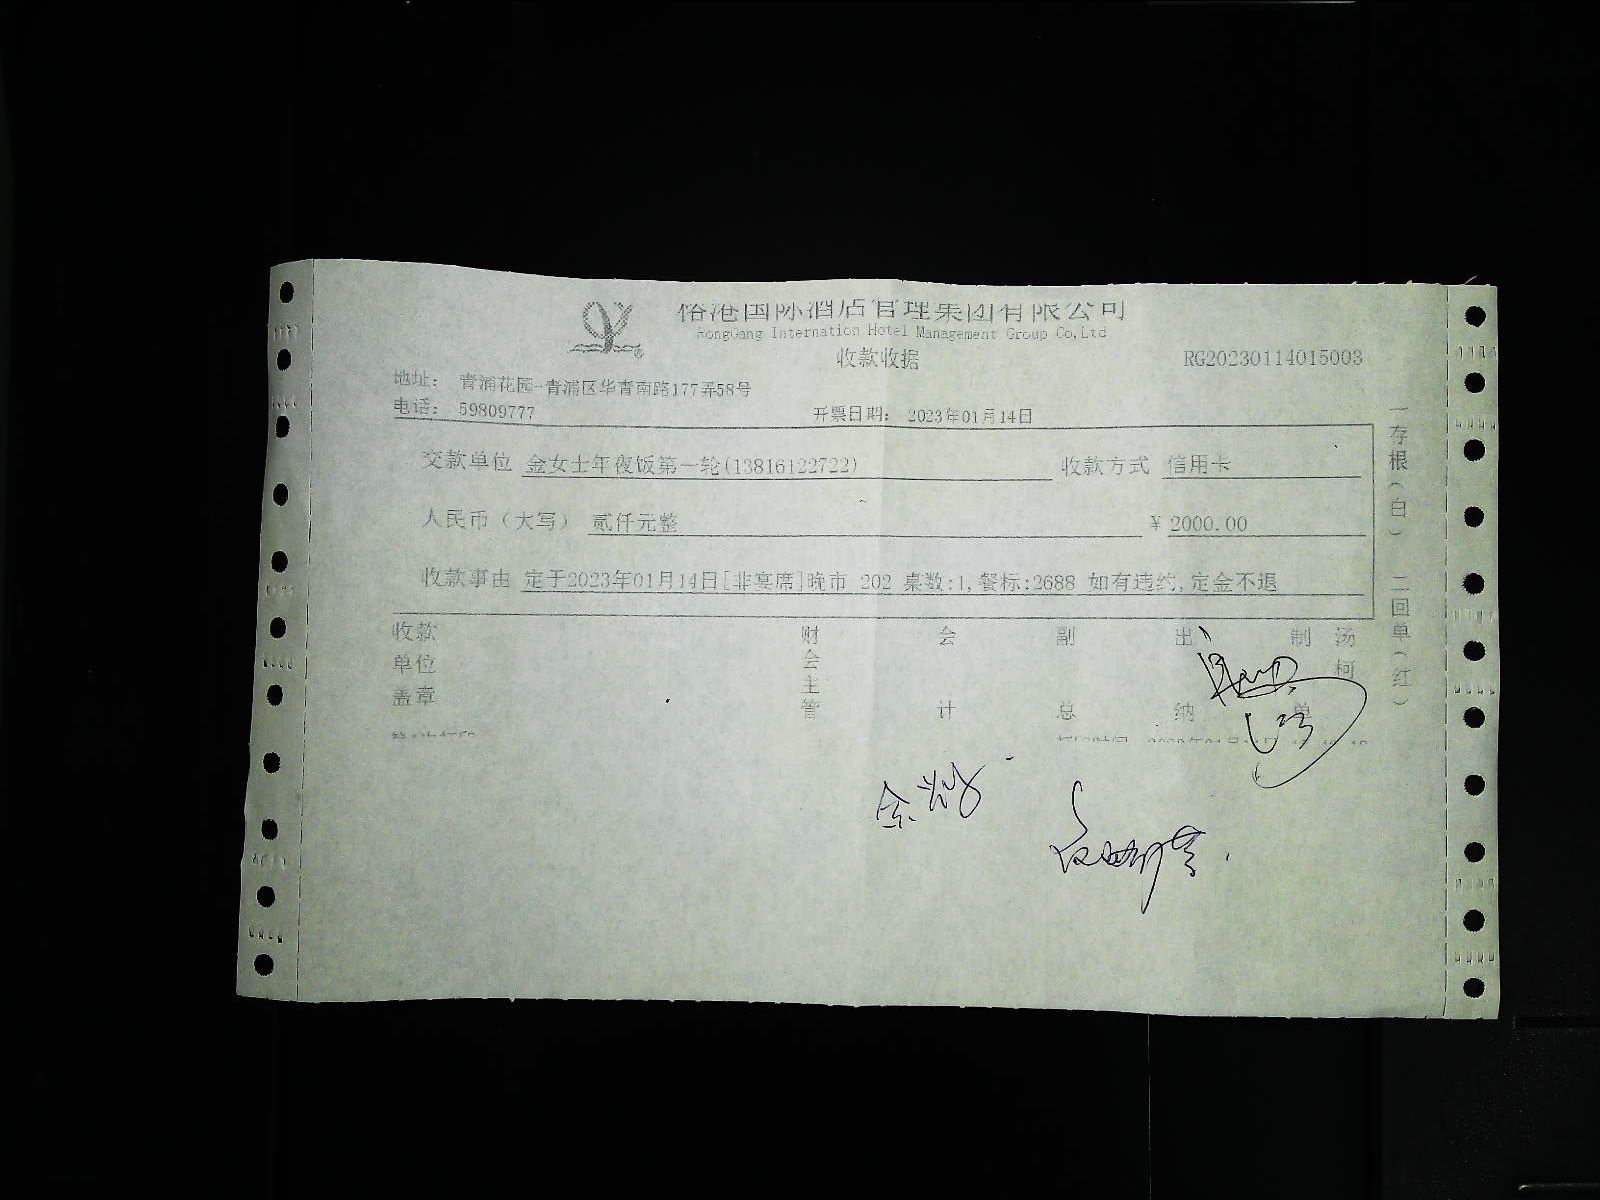 俗港国际酒店管理集团有限公司
RongGang Internation Hotel Management Group Co,Ltd
收款收据
RG20230114015003
地址： 青浦花园-青浦区华青南路177弄58号
电话： 59809777 开票日期： 2023年01月14日
交款单位 金女士年夜饭第一轮(13816122722) 收款方式 信用卡
人民币（大写） 贰仟元整 ￥ 2000.00
收款事由 定于2023年01月14日[非宴席]晚市 202 桌数:1,餐标:2688 如有违约,定金不退
收款单位盖章 财会主管 会计 副总 出纳 制单 汤柯
一存根（白） 二回单（红）